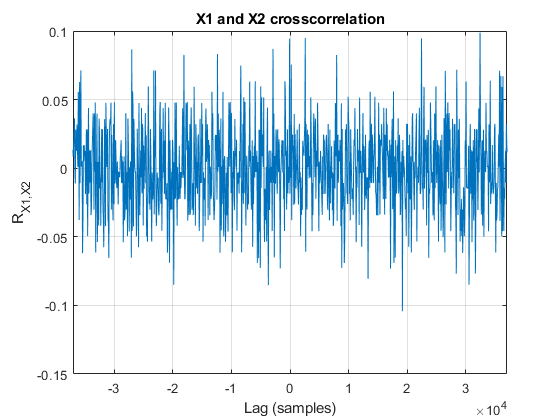 X1 and X2 crosscorrelation
0.1
0.05
0
-0.05
-0.1
-0.15
R_{X1,X2}
-3 -2 -1 0 1 2 3
Lag (samples)
×10^4